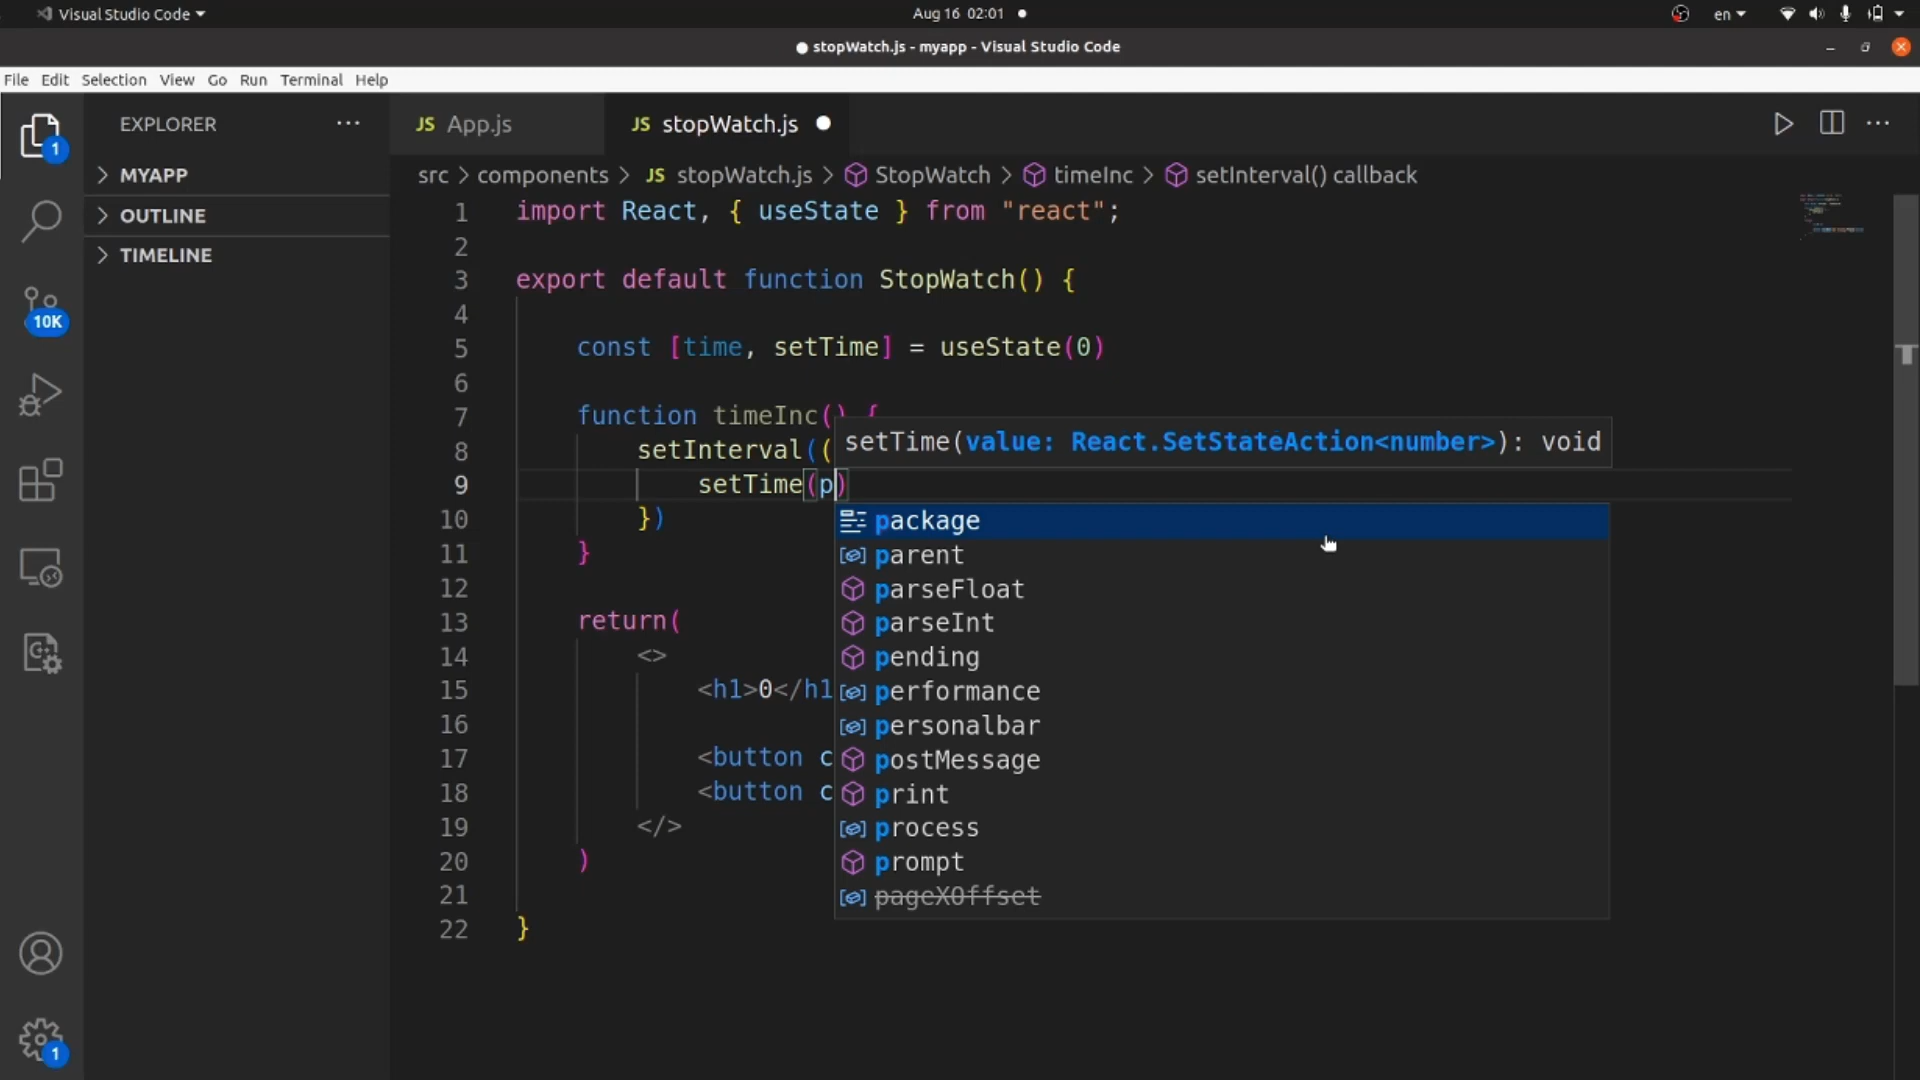 Visual Studio Code
Aug 16 02:01
en
stopWatch.js - myapp - Visual Studio Code
File Edit Selection View Go Run Terminal Help
1
EXPLORER
MYAPP
OUTLINE
TIMELINE
10K
1
JS App.js
JS stopWatch.js
src > components > JS stopWatch.js > StopWatch > timeInc > setInterval() callback
1 import React, { useState } from "react";
2
3 export default function StopWatch() {
4
5 const [time, setTime] = useState(0)
6
7 function timeInc() {
8 setInterval((
setTime(value: React.SetStateAction<number>): void
9 setTime(p)
10 })
11 }
12
13 return(
14 <>
15 <h1>0</h1
16
17 <button c
18 <button c
19 </>
20 )
21
22 }
package
parent
parseFloat
parseInt
pending
performance
personalbar
postMessage
print
process
prompt
pageXOffset